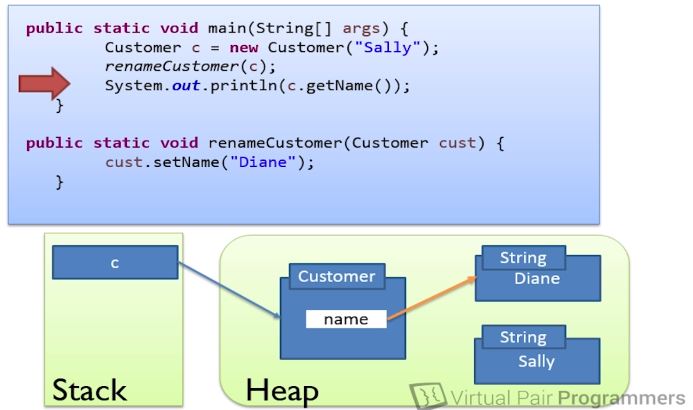 public static void main(String[] args) {
Customer c = new Customer("Sally");
renameCustomer(c);
System.out.println(c.getName());
}
public static void renameCustomer(Customer cust) {
cust.setName("Diane");
}
c
Customer
name
String
Diane
String
Sally
Stack
Heap
Virtual Pair Programmers